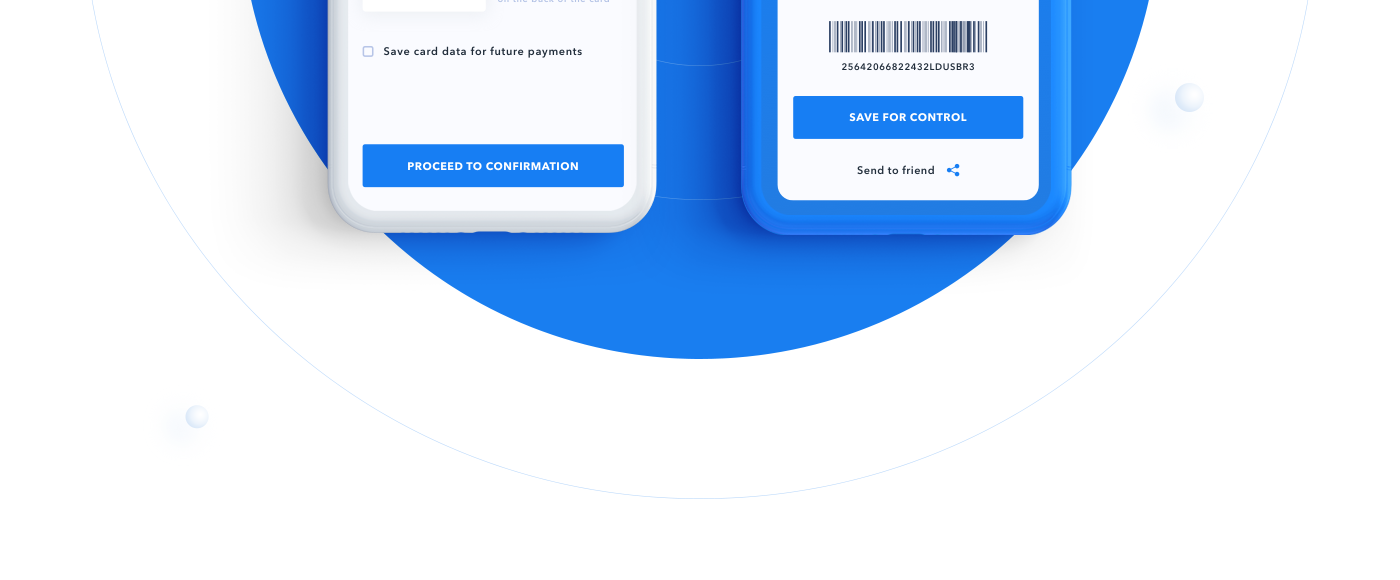 on the back of the card
Save card data for future payments
PROCEED TO CONFIRMATION
25642066822432LDUSBR3
SAVE FOR CONTROL
Send to friend